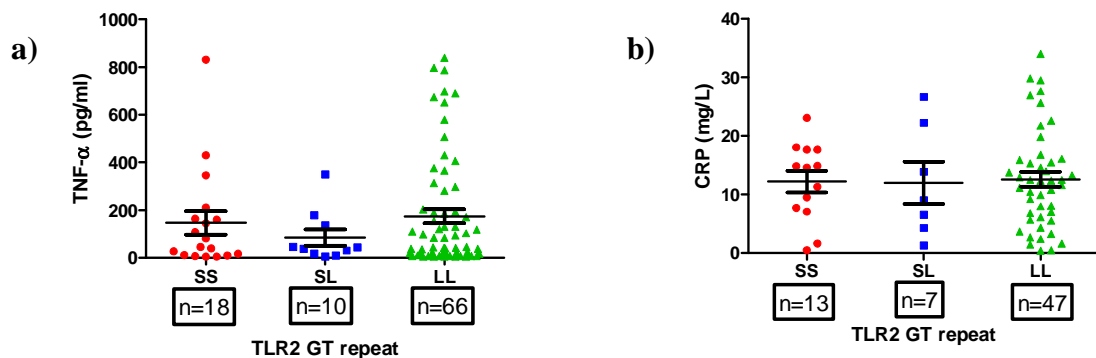 a)
TNF-α (pg/ml)
1000
800
600
400
200
0
SS SL LL
n=18 n=10 n=66
TLR2 GT repeat
b)
CRP (mg/L)
40
30
20
10
0
SS SL LL
n=13 n=7 n=47
TLR2 GT repeat